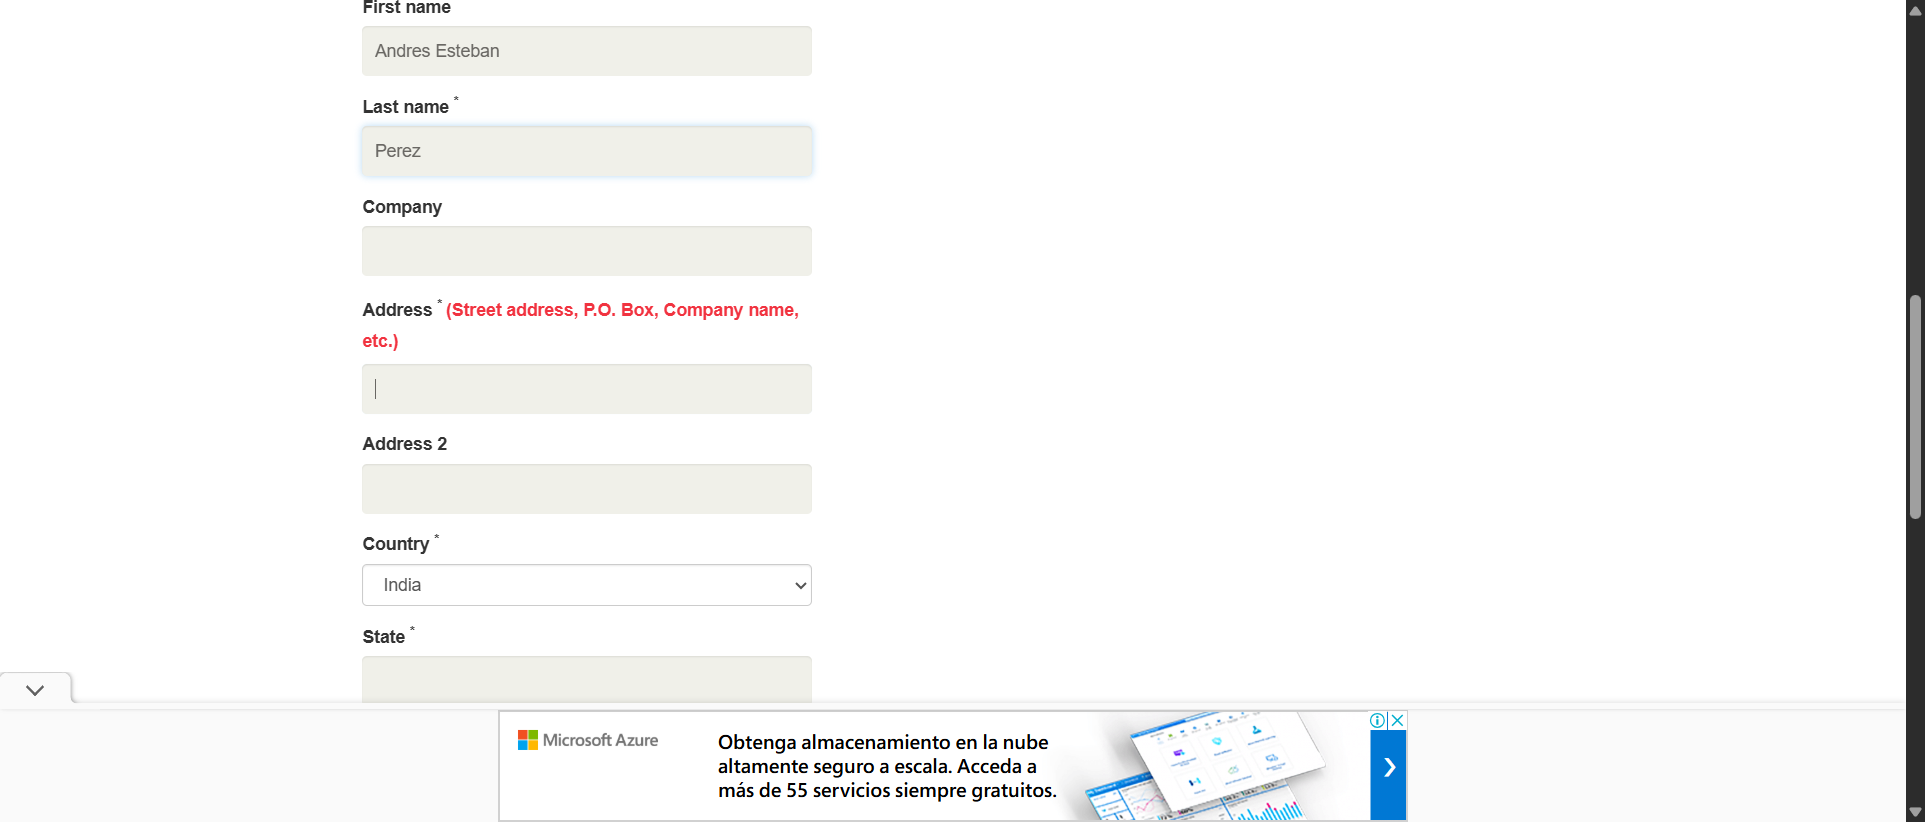 First name
Andres Esteban
Last name *
Perez
Company
Address * (Street address, P.O. Box, Company name,
etc.)
Address 2
Country *
India
State *
Microsoft Azure
Obtenga almacenamiento en la nube
altamente seguro a escala. Acceda a
más de 55 servicios siempre gratuitos.